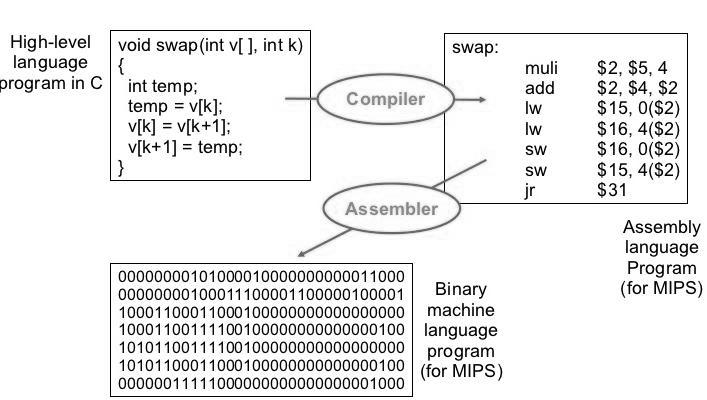 High-level
language
program in C
void swap(int v[ ], int k)
{
int temp;
temp = v[k];
v[k] = v[k+1];
v[k+1] = temp;
}
Compiler
swap:
muli $2, $5, 4
add $2, $4, $2
lw $15, 0($2)
lw $16, 4($2)
sw $16, 0($2)
sw $15, 4($2)
jr $31
Assembler
Assembly
language
Program
(for MIPS)
00000000101000010000000000011000
00000000100011100001100000100001
10001100011000100000000000000000
10001100111100100000000000000100
10101100111100100000000000000000
10101100011000100000000000000100
00000011111000000000000000001000
Binary
machine
language
program
(for MIPS)